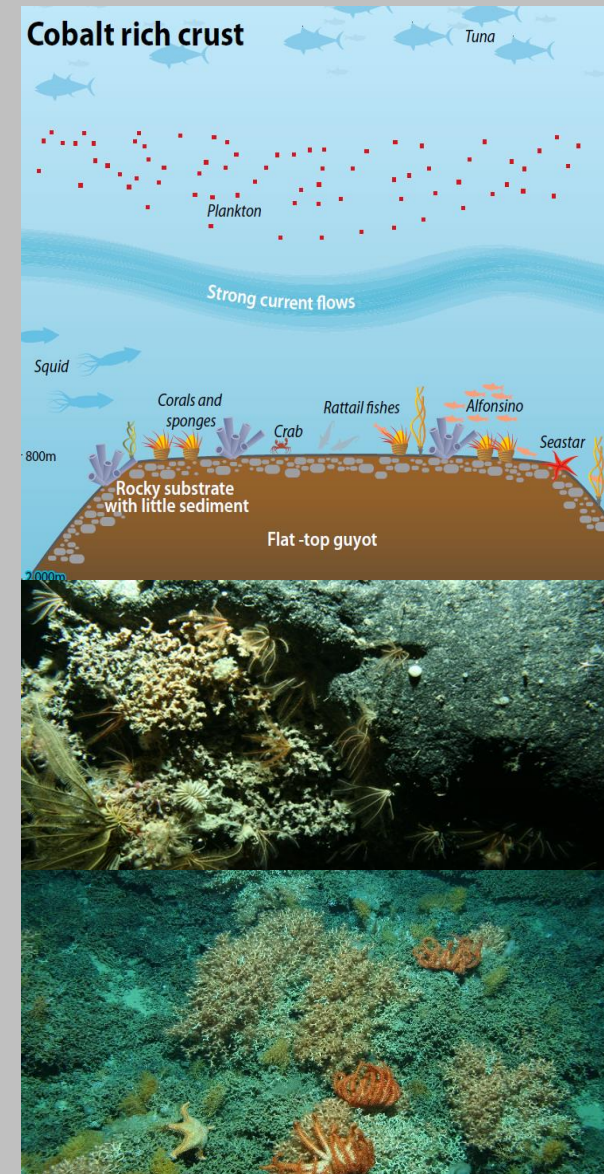 Cobalt rich crust
Tuna
Plankton
Strong current flows
Squid
Corals and
sponges
Crab
Rattail fishes
Alfonsino
Seastar
800m
Rocky substrate
with little sediment
Flat -top guyot
2 000m